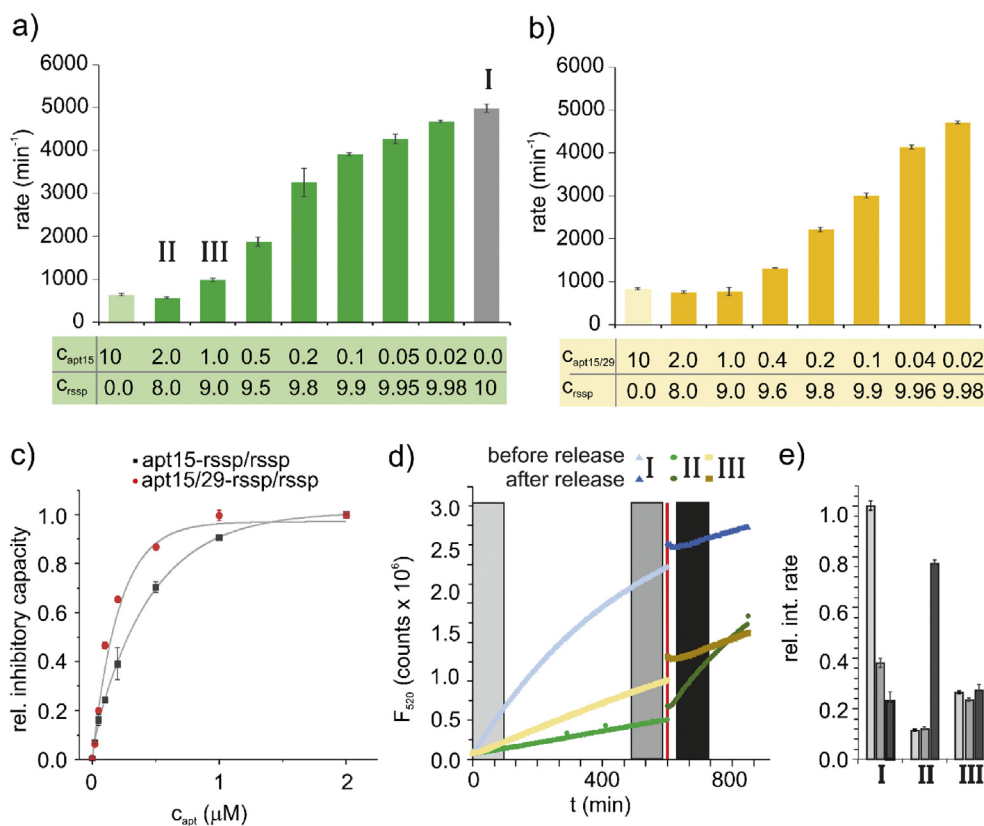 a)
rate (min⁻¹)
6000
5000
4000
3000
2000
1000
0
I
II III
C_apt15 10 2.0 1.0 0.5 0.2 0.1 0.05 0.02 0.0
C_rssp 0.0 8.0 9.0 9.5 9.8 9.9 9.95 9.98 10
b)
rate (min⁻¹)
6000
5000
4000
3000
2000
1000
0
C_apt15/29 10 2.0 1.0 0.4 0.2 0.1 0.04 0.02
C_rssp 0.0 8.0 9.0 9.6 9.8 9.9 9.96 9.98
c)
apt15-rssp/rssp
apt15/29-rssp/rssp
rel. inhibitory capacity
1.0
0.8
0.6
0.4
0.2
0.0
0 1 2
c_apt (μM)
d)
before release
after release
I II III
F₅₂₀ (counts x 10⁶)
3.0
2.5
2.0
1.5
1.0
0.5
0
0 400 800
t (min)
e)
rel. int. rate
1.0
0.8
0.6
0.4
0.2
0.0
I II III